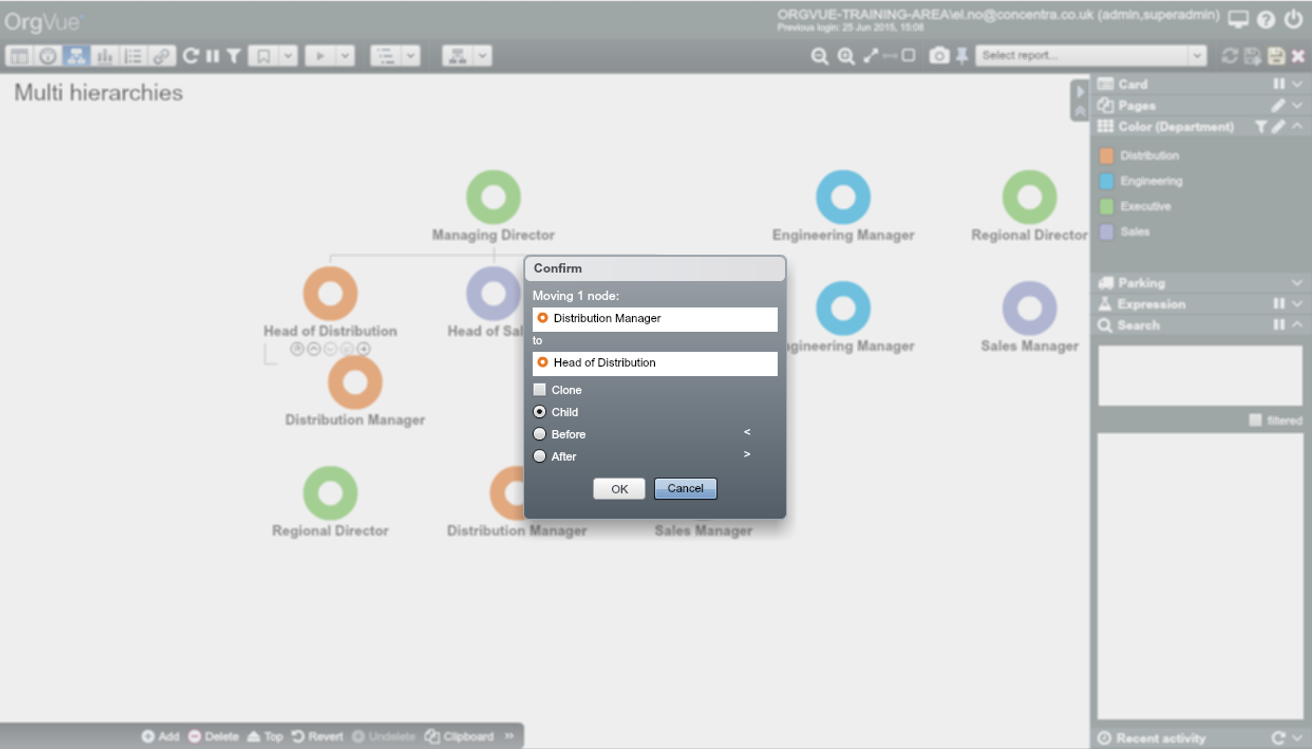 OrgVue
ORGVUE-TRAINING-AREA\el.no@concentra.co.uk (admin,superadmin)
Previous login: 25 Jun 2015, 15:08
Select report...
Multi hierarchies
Card
Pages
Color (Department)
Distribution
Engineering
Executive
Sales
Parking
Expression
Search
filtered
Recent activity
Managing Director
Engineering Manager
Regional Director
Head of Distribution
Head of Sal
Distribution Manager
gineering Manager
Sales Manager
Regional Director
Distribution Manager
Sales Manager
Confirm
Moving 1 node:
Distribution Manager
to
Head of Distribution
Clone
Child
Before <
After >
OK Cancel
Add Delete Top Revert Undelete Clipboard »